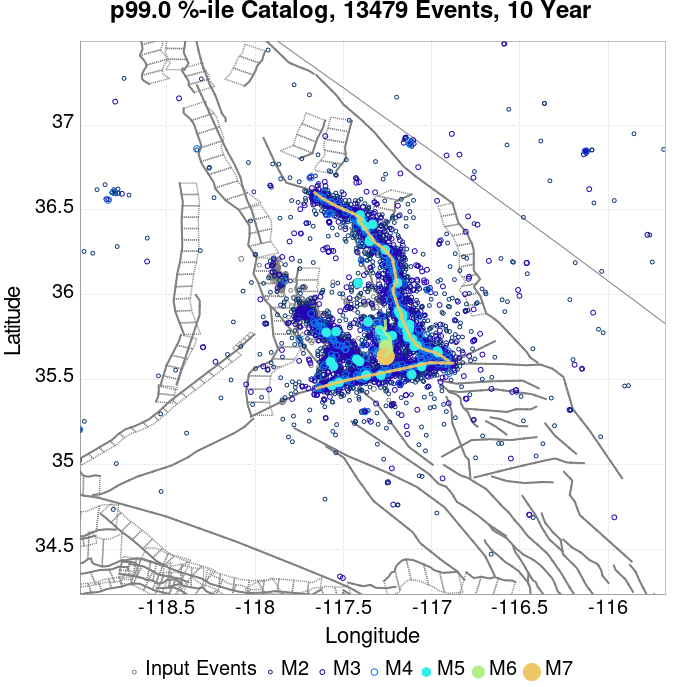 p99.0 %-ile Catalog, 13479 Events, 10 Year
37
36.5
36
35.5
35
34.5
Latitude
-118.5 -118 -117.5 -117 -116.5 -116
Longitude
Input Events M2 M3 M4 M5 M6 M7